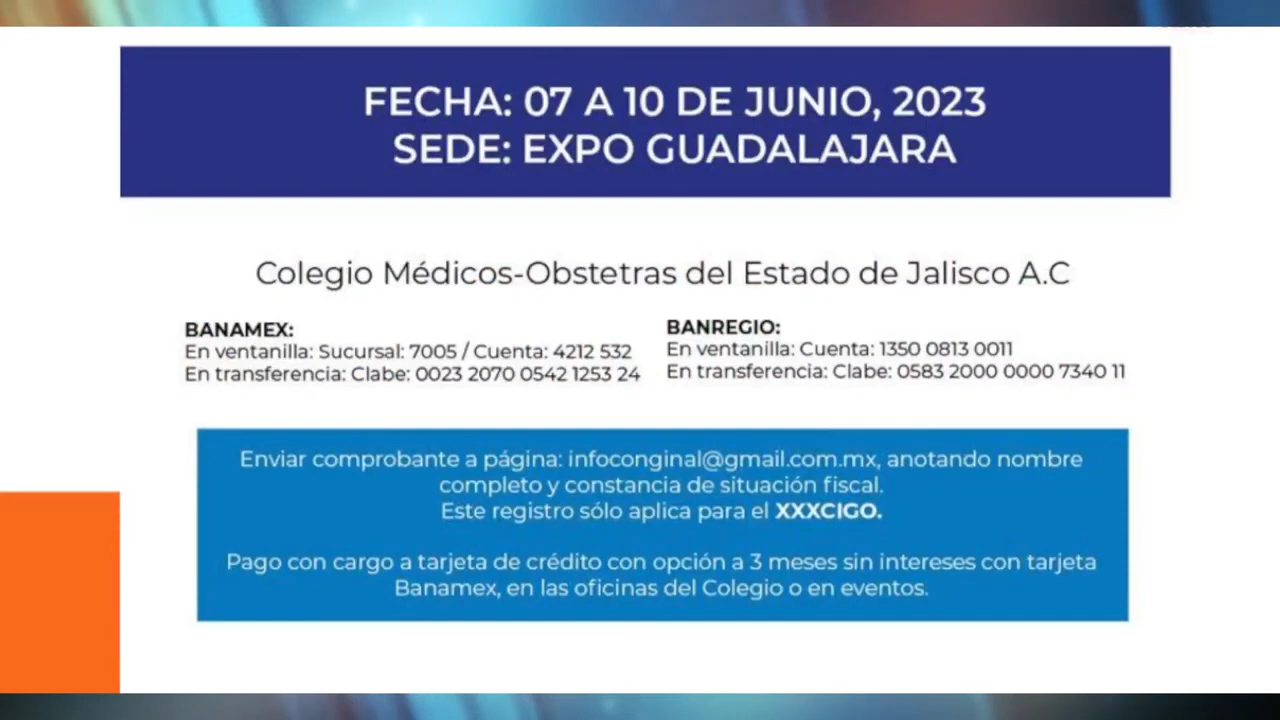 FECHA: 07 A 10 DE JUNIO, 2023
SEDE: EXPO GUADALAJARA
Colegio Médicos-Obstetras del Estado de Jalisco A.C
BANAMEX:
En ventanilla: Sucursal: 7005 / Cuenta: 4212 532
En transferencia: Clabe: 0023 2070 0542 1253 24
BANREGIO:
En ventanilla: Cuenta: 1350 0813 0011
En transferencia: Clabe: 0583 2000 0000 7340 11
Enviar comprobante a página: infoconginal@gmail.com.mx, anotando nombre
completo y constancia de situación fiscal.
Este registro sólo aplica para el XXXCIGO.
Pago con cargo a tarjeta de crédito con opción a 3 meses sin intereses con tarjeta
Banamex, en las oficinas del Colegio o en eventos.